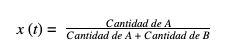 x (t) = Cantidad de A / Cantidad de A + Cantidad de B